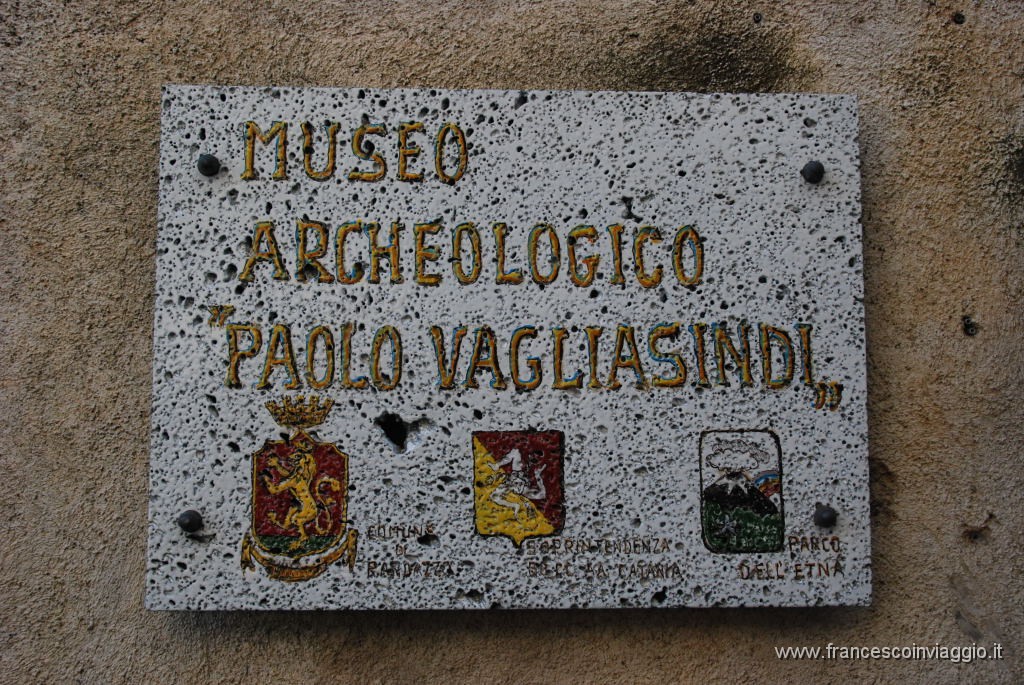 MUSEO
ARCHEOLOGICO
"PAOLO VAGLIASINDI„
COMUNE
DI
RANDAZZO
SOPRINTENDENZA
BB.CC. AA. CATANIA
PARCO
DELL'ETNA
www.francescoinviaggio.it